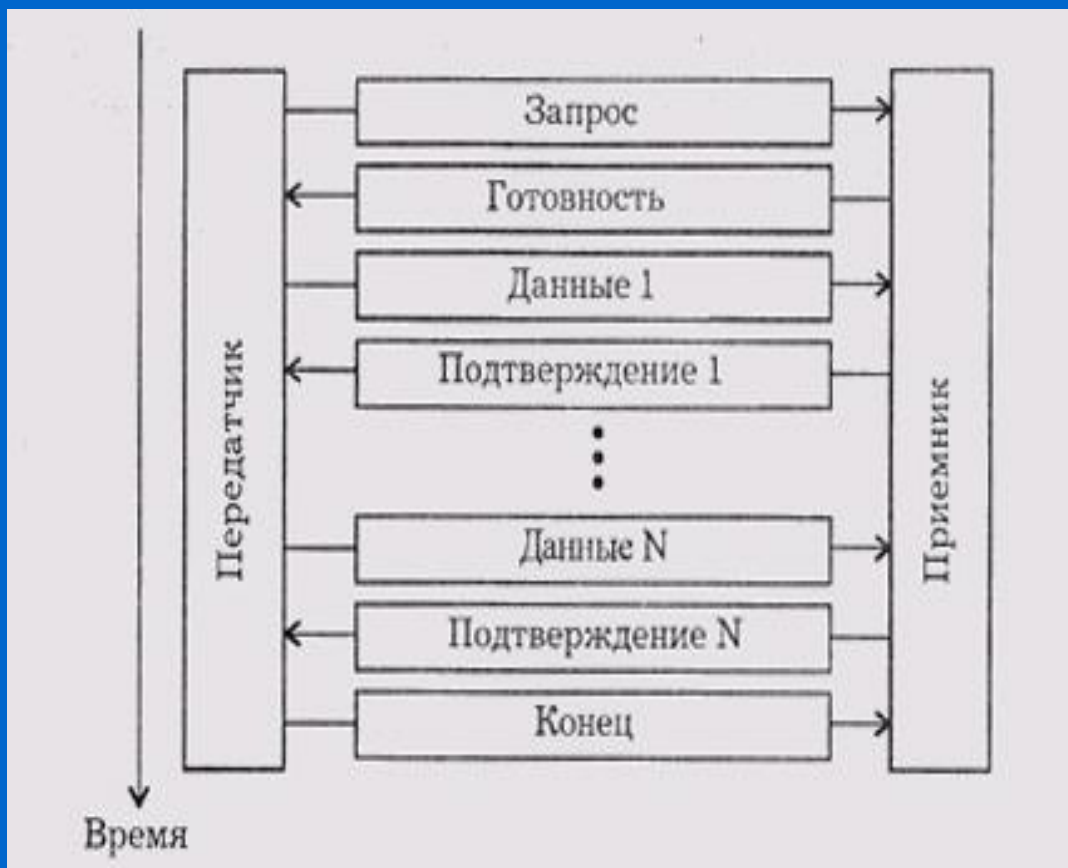 Запрос
Готовность
Данные 1
Подтверждение 1
Данные N
Подтверждение N
Конец
Передатчик
Приемник
Время